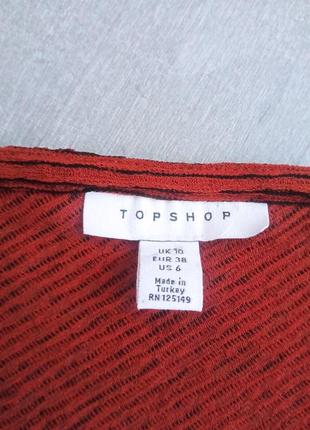 TOPSHOP
UK 10
EUR 38
US 6
Made in
Turkey
RN 125149